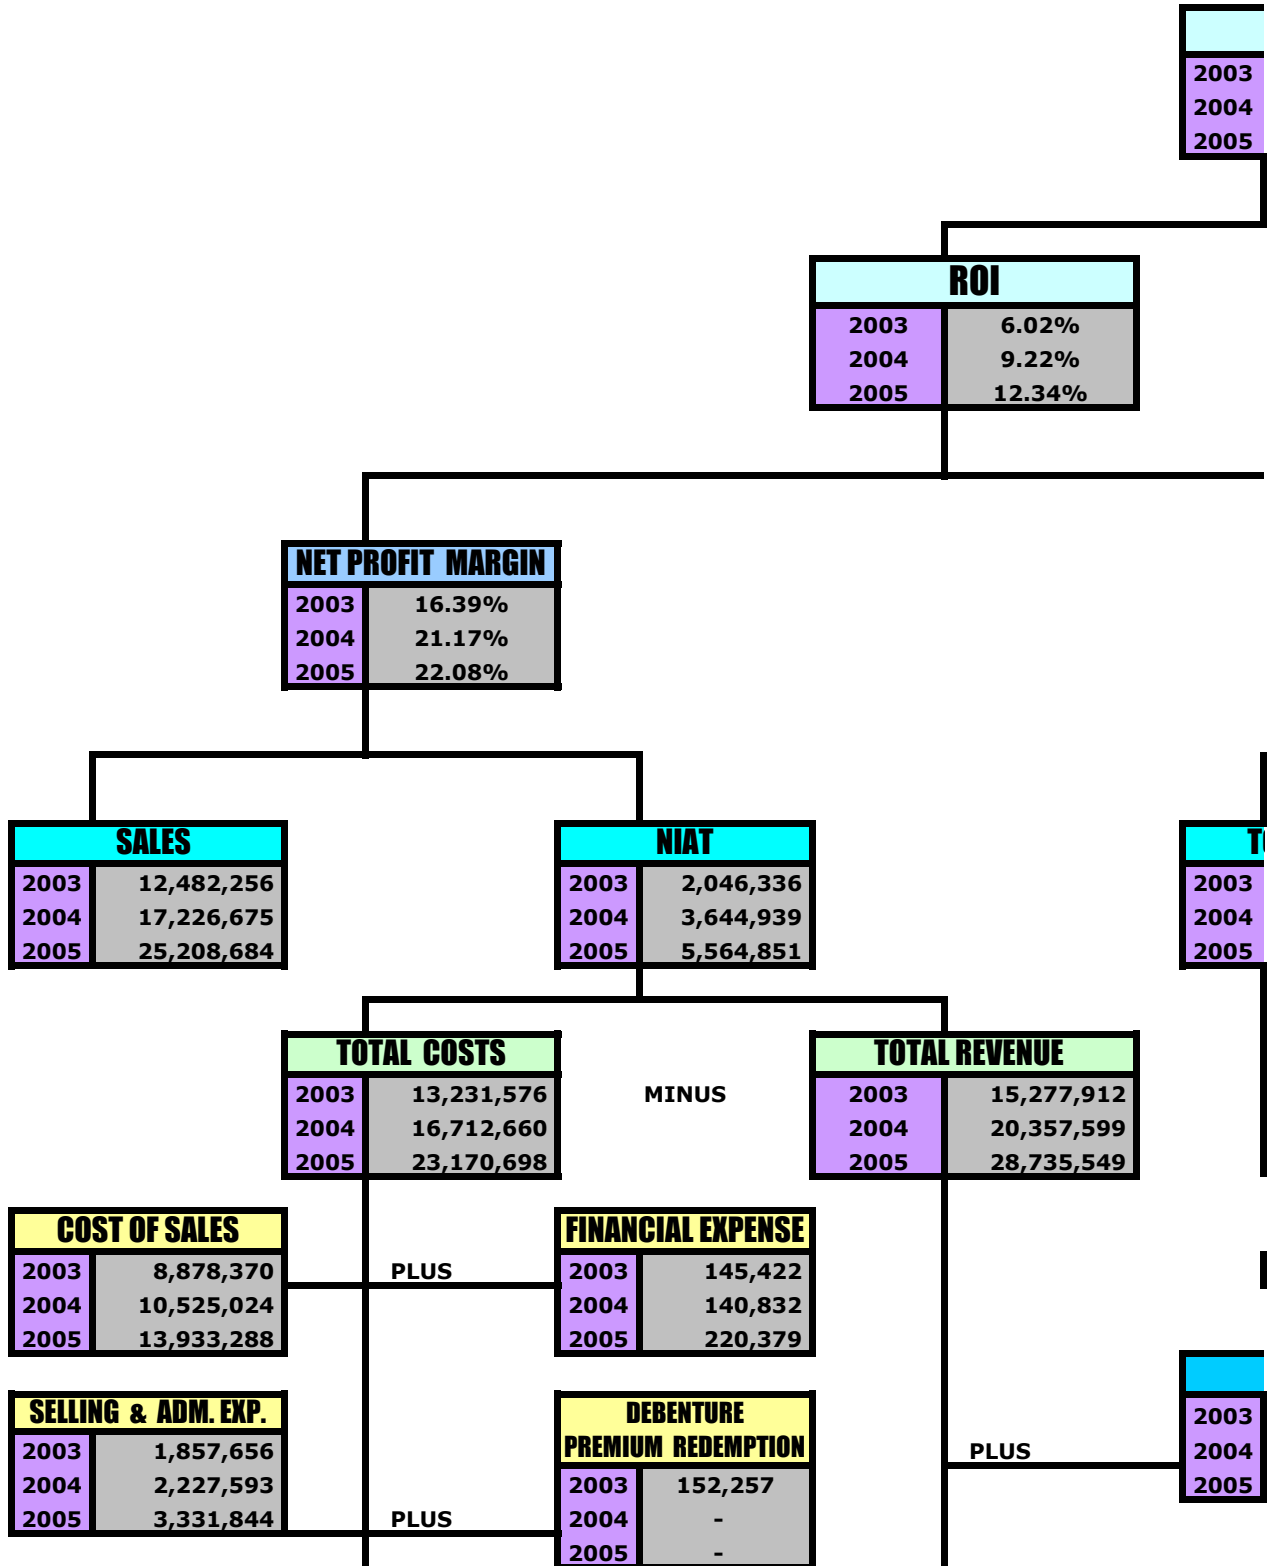 2003
2004
2005
ROI
2003 6.02%
2004 9.22%
2005 12.34%
NET PROFIT MARGIN
2003 16.39%
2004 21.17%
2005 22.08%
SALES
2003 12,482,256
2004 17,226,675
2005 25,208,684
NIAT
2003 2,046,336
2004 3,644,939
2005 5,564,851
2003
2004
2005
TOTAL COSTS
2003 13,231,576
2004 16,712,660
2005 23,170,698
MINUS
TOTAL REVENUE
2003 15,277,912
2004 20,357,599
2005 28,735,549
COST OF SALES
2003 8,878,370
2004 10,525,024
2005 13,933,288
PLUS
FINANCIAL EXPENSE
2003 145,422
2004 140,832
2005 220,379
SELLING & ADM. EXP.
2003 1,857,656
2004 2,227,593
2005 3,331,844
PLUS
DEBENTURE
PREMIUM REDEMPTION
2003 152,257
2004 -
2005 -
PLUS
2003
2004
2005